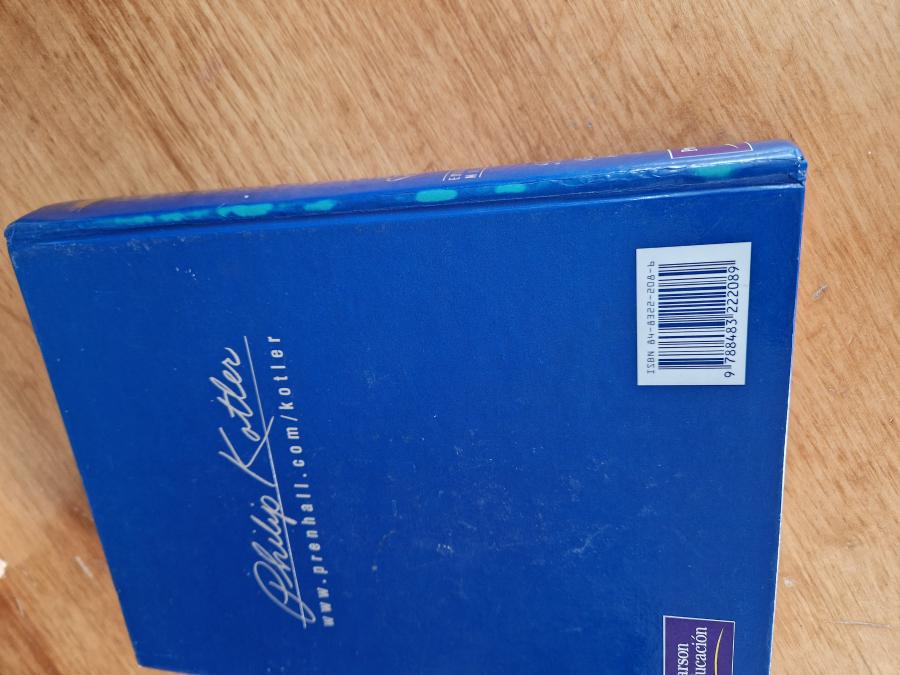 Philip Kotler
www.prenhall.com/kotler
ISBN 84-8322-208-6
9 788483 222089
arson
ucación